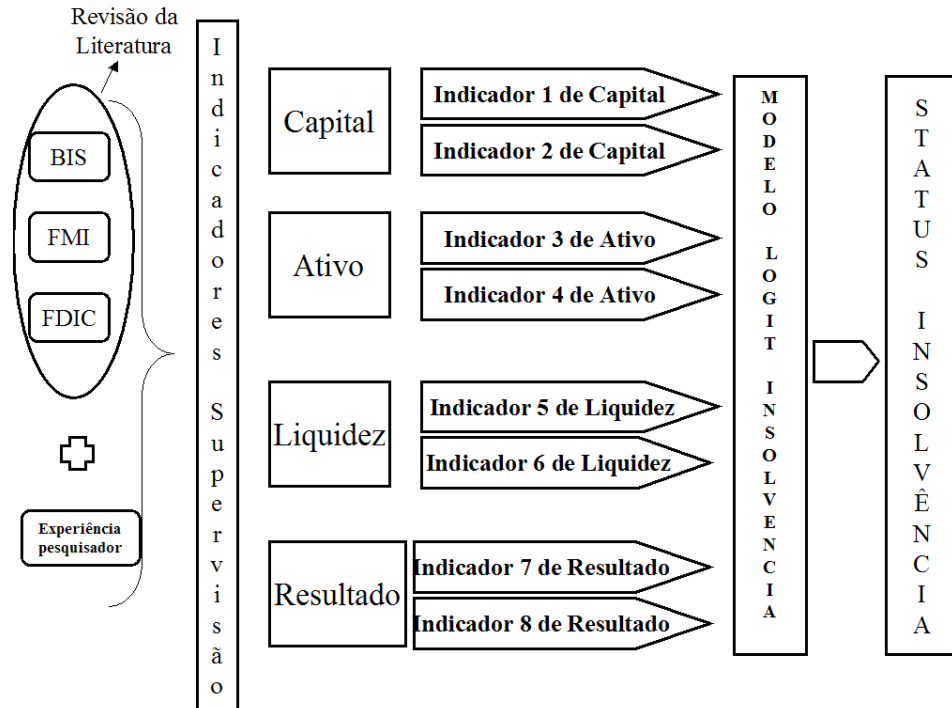 Revisão da
Literatura
BIS
FMI
FDIC
Experiência
pesquisador
Indicadores Supervisão
Capital
Indicador 1 de Capital
Indicador 2 de Capital
Ativo
Indicador 3 de Ativo
Indicador 4 de Ativo
Liquidez
Indicador 5 de Liquidez
Indicador 6 de Liquidez
Resultado
Indicador 7 de Resultado
Indicador 8 de Resultado
MODELO LOGIT INSOLVENCIA
STATUS INSOLVÊNCIA